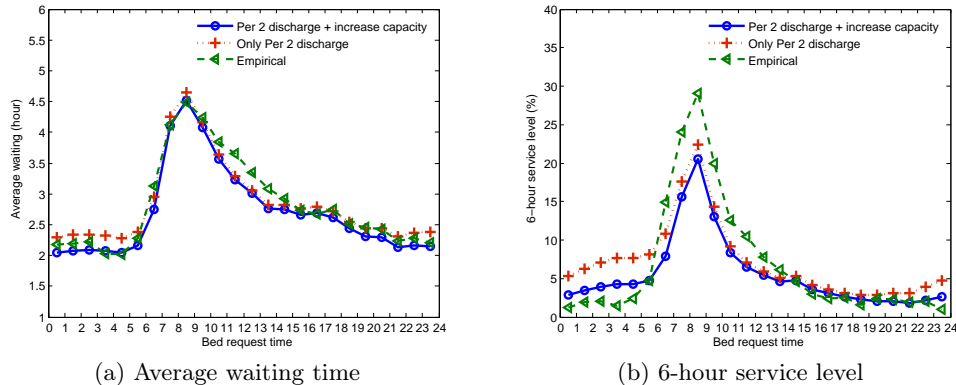 6
5.5
5
4.5
4
3.5
3
2.5
2
1.5
1
Average waiting (hour)
Per 2 discharge + increase capacity
Only Per 2 discharge
Empirical
0 1 2 3 4 5 6 7 8 9 10 11 12 13 14 15 16 17 18 19 20 21 22 23 24
Bed request time
(a) Average waiting time
40
35
30
25
20
15
10
5
0
6−hour service level (%)
Per 2 discharge + increase capacity
Only Per 2 discharge
Empirical
0 1 2 3 4 5 6 7 8 9 10 11 12 13 14 15 16 17 18 19 20 21 22 23 24
Bed request time
(b) 6-hour service level